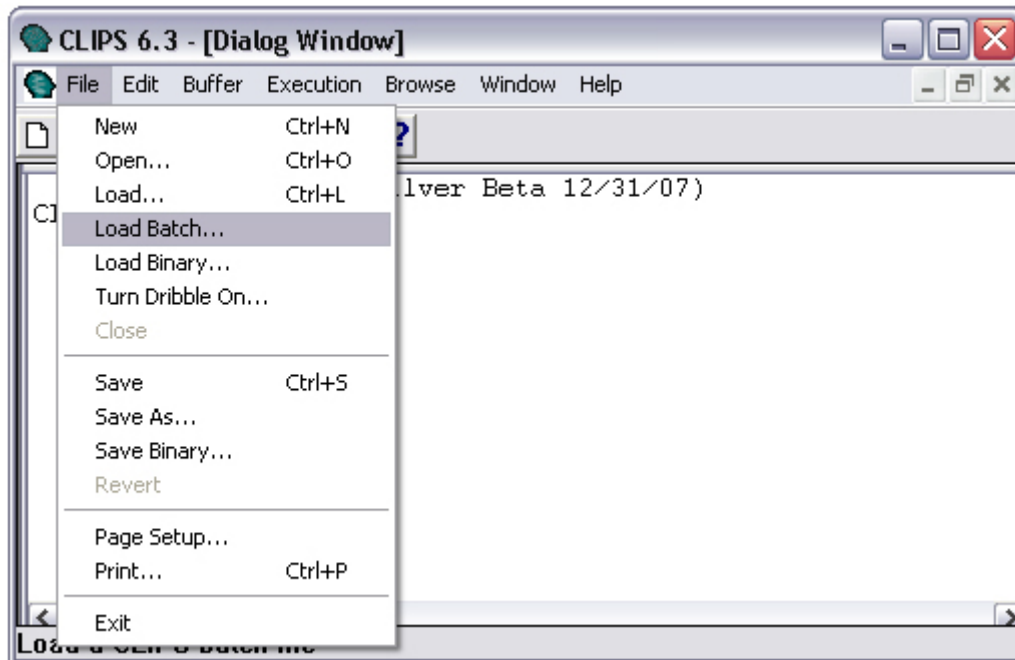 CLIPS 6.3 - [Dialog Window]
File Edit Buffer Execution Browse Window Help
New Ctrl+N
Open... Ctrl+O
Load... Ctrl+L
Load Batch...
Load Binary...
Turn Dribble On...
Close
Save Ctrl+S
Save As...
Save Binary...
Revert
Page Setup...
Print... Ctrl+P
Exit
Beta 12/31/07)